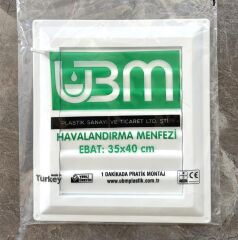 UBM
PLASTİK SANAYİ VE TİCARET LTD. ŞTİ
HAVALANDIRMA MENFEZİ
EBAT: 35x40 cm
Turkey
1 DAKİKADA PRATİK MONTAJ
www.ubmplastik.com.tr
CE